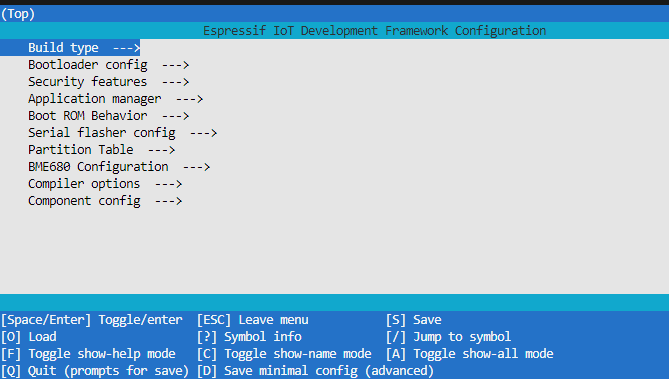 (Top)
Espressif IoT Development Framework Configuration
Build type  --->
Bootloader config  --->
Security features  --->
Application manager  --->
Boot ROM Behavior  --->
Serial flasher config  --->
Partition Table  --->
BME680 Configuration  --->
Compiler options  --->
Component config  --->
[Space/Enter] Toggle/enter  [ESC] Leave menu  [S] Save
[O] Load  [?] Symbol info  [/] Jump to symbol
[F] Toggle show-help mode  [C] Toggle show-name mode  [A] Toggle show-all mode
[Q] Quit (prompts for save)  [D] Save minimal config (advanced)